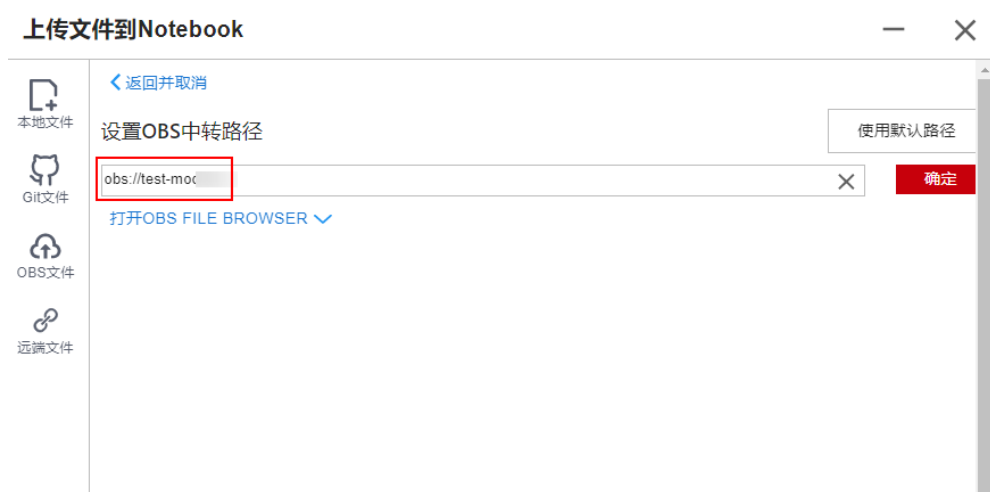 上传文件到Notebook
本地文件
Git文件
OBS文件
远端文件
返回并取消
设置OBS中转路径
使用默认路径
obs://test-mo
确定
打开OBS FILE BROWSER